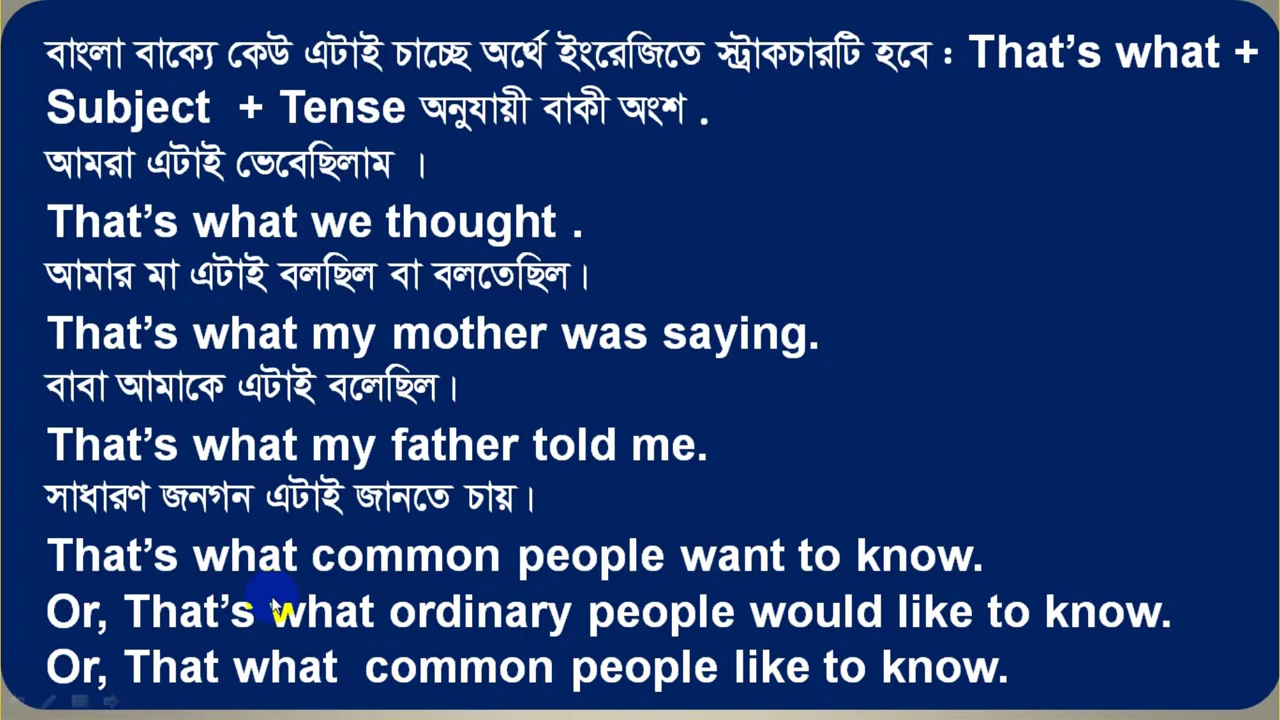 বাংলা বাক্যে কেউ এটাই চাচ্ছে অর্থে ইংরেজিতে স্ট্রাকচারটি হবে : That’s what +
Subject + Tense অনুযায়ী বাকী অংশ .
আমরা এটাই ভেবেছিলাম ।
That’s what we thought .
আমার মা এটাই বলছিল বা বলতেছিল।
That’s what my mother was saying.
বাবা আমাকে এটাই বলেছিল।
That’s what my father told me.
সাধারণ জনগন এটাই জানতে চায়।
That’s what common people want to know.
Or, That’s what ordinary people would like to know.
Or, That what common people like to know.